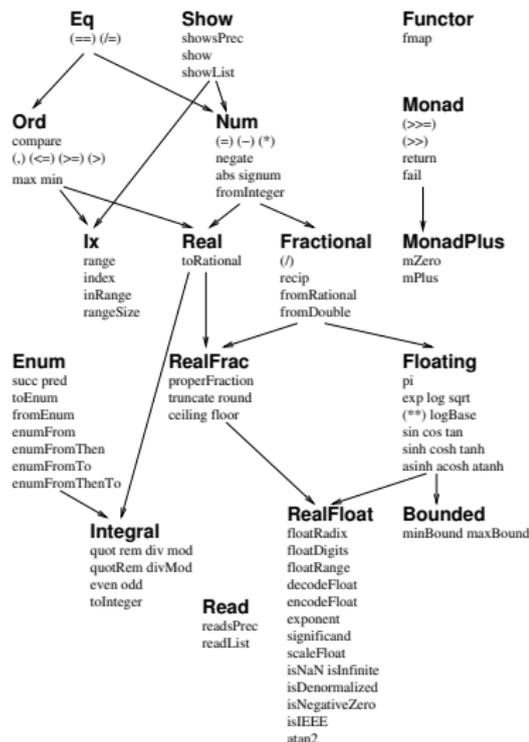 Eq
(==) (/=)
Show
showsPrec
show
showList
Functor
fmap
Ord
compare
(,) (<=) (>=) (>)
max min
Num
(=) (−) (*)
negate
abs signum
fromInteger
Monad
(>>=)
(>>)
return
fail
Ix
range
index
inRange
rangeSize
Real
toRational
Fractional
(/)
recip
fromRational
fromDouble
MonadPlus
mZero
mPlus
Enum
succ pred
toEnum
fromEnum
enumFrom
enumFromThen
enumFromTo
enumFromThenTo
RealFrac
properFraction
truncate round
ceiling floor
Floating
pi
exp log sqrt
(**) logBase
sin cos tan
sinh cosh tanh
asinh acosh atanh
Integral
quot rem div mod
quotRem divMod
even odd
toInteger
Read
readsPrec
readList
RealFloat
floatRadix
floatDigits
floatRange
decodeFloat
encodeFloat
exponent
significand
scaleFloat
isNaN isInfinite
isDenormalized
isNegativeZero
isIEEE
atan2
Bounded
minBound maxBound